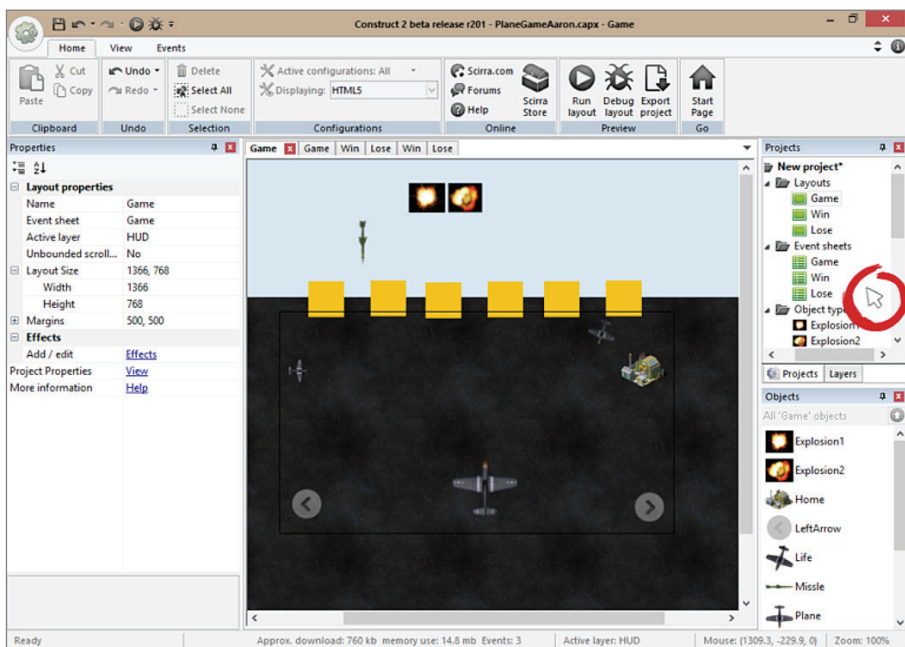 Construct 2 beta release r201 - PlaneGameAaron.capx - Game
Home View Events
Paste
Cut
Copy
Clipboard
Undo
Redo
Undo
Delete
Select All
Select None
Selection
Active configurations: All
Displaying: HTML5
Configurations
Scirra.com
Forums
Help
Scirra Store
Online
Run layout
Debug layout
Export project
Preview
Start Page
Go
Properties
Layout properties
Name Game
Event sheet Game
Active layer HUD
Unbounded scroll... No
Layout Size 1366, 768
Width 1366
Height 768
Margins 500, 500
Effects
Add / edit Effects
Project Properties View
More information Help
Game Game Win Lose Win Lose
Projects
New project*
Layouts
Game
Win
Lose
Event sheets
Game
Win
Lose
Object
Explosion1
Explosion2
Projects Layers
Objects
All 'Game' objects
Explosion1
Explosion2
Home
LeftArrow
Life
Missle
Plane
Ready Approx. download: 760 kb memory use: 14.8 mb Events: 3 Active layer: HUD Mouse: (1309.3, -229.9, 0) Zoom: 100%